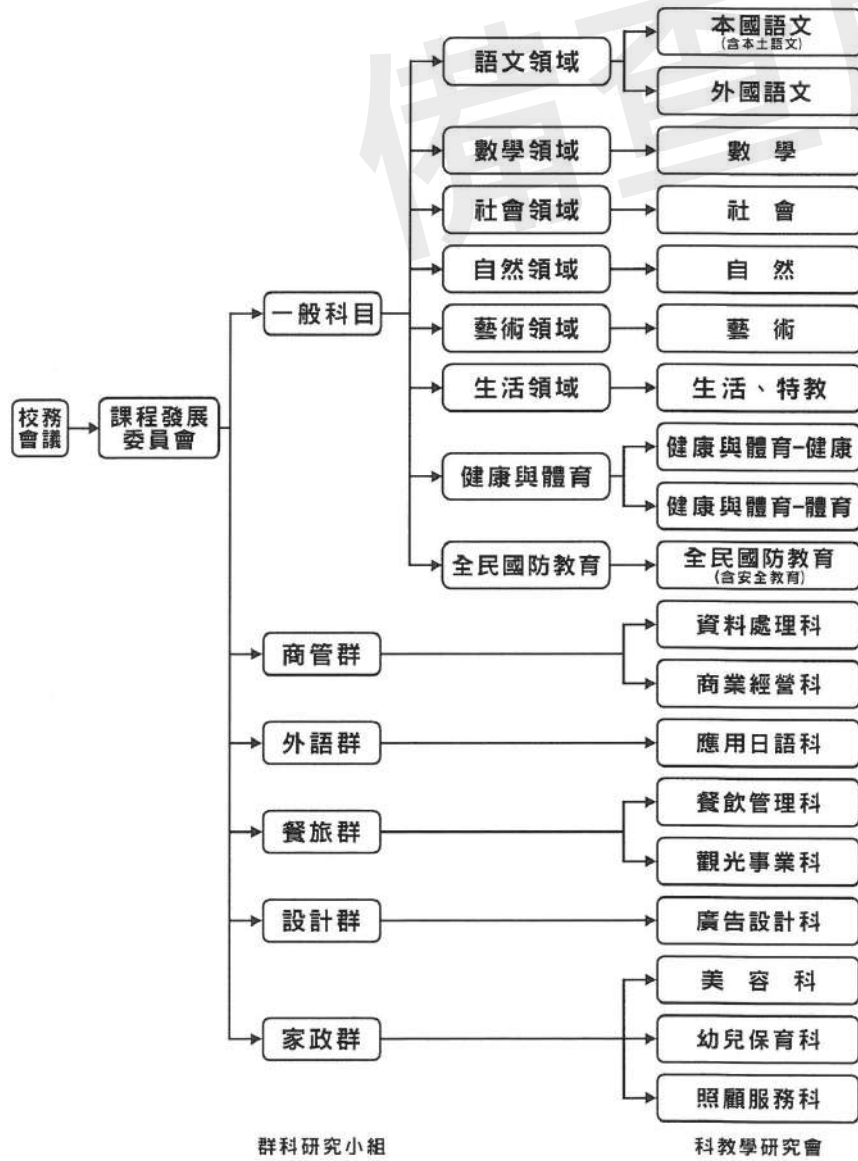 本國語文
(含本土語文)
語文領域
外國語文
數學領域
數 學
社會領域
社 會
自然領域
自 然
一般科目
藝術領域
藝 術
生活領域
生活、特教
校務
會議
課程發展
委員會
健康與體育
健康與體育-健康
健康與體育-體育
全民國防教育
全民國防教育
(含安全教育)
商管群
資料處理科
商業經營科
外語群
應用日語科
餐旅群
餐飲管理科
觀光事業科
設計群
廣告設計科
家政群
美 容 科
幼兒保育科
照顧服務科
群科研究小組
科教學研究會
備查